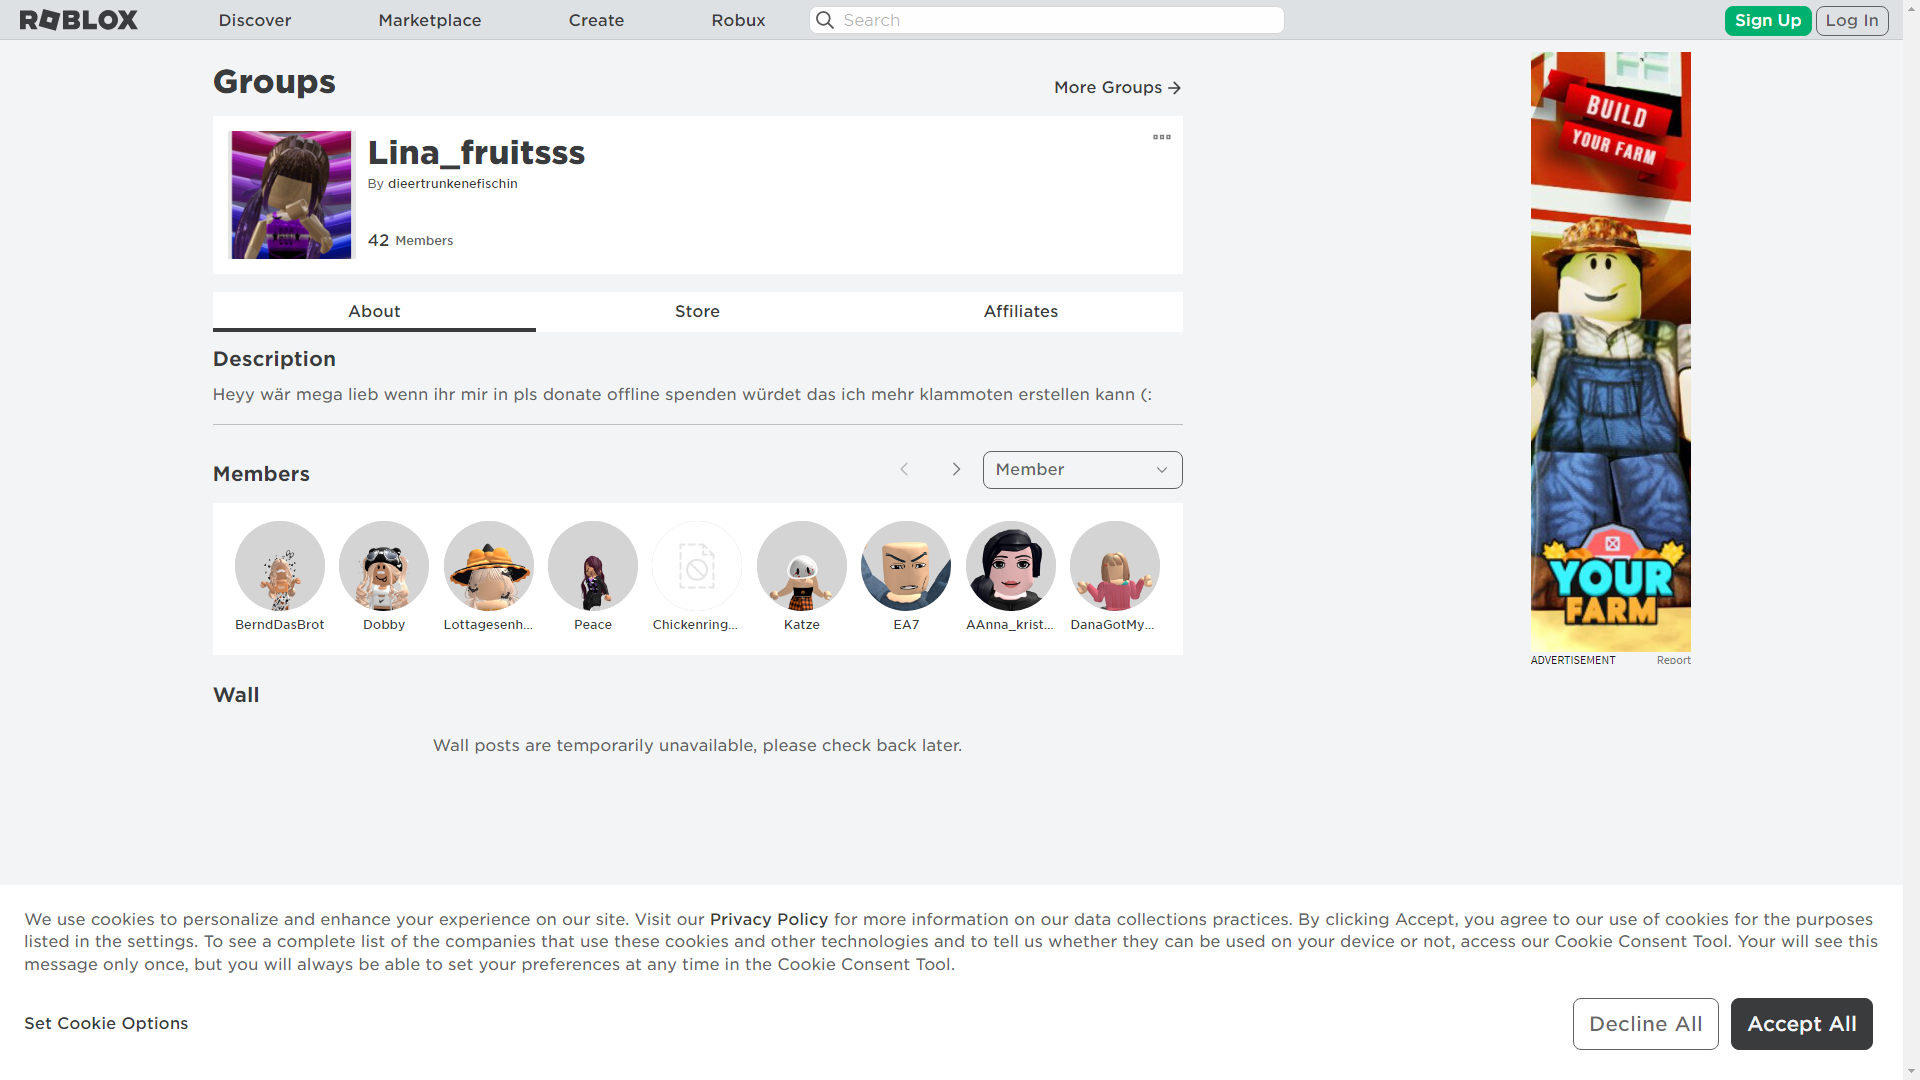 ROBLOX
Discover
Marketplace
Create
Robux
Search
Sign Up
Log In
Groups
More Groups
Lina_fruitsss
By dieertrunkenefischin
42 Members
About
Store
Affiliates
Description
Heyy wär mega lieb wenn ihr mir in pls donate offline spenden würdet das ich mehr klammoten erstellen kann (:
Members
Member
BerndDasBrot
Dobby
Lottagesenh...
Peace
Chickenring...
Katze
EA7
AAnna_krist...
DanaGotMy...
Wall
Wall posts are temporarily unavailable, please check back later.
BUILD
YOUR FARM
YOUR
FARM
ADVERTISEMENT
Report
We use cookies to personalize and enhance your experience on our site. Visit our Privacy Policy for more information on our data collections practices. By clicking Accept, you agree to our use of cookies for the purposes
listed in the settings. To see a complete list of the companies that use these cookies and other technologies and to tell us whether they can be used on your device or not, access our Cookie Consent Tool. Your will see this
message only once, but you will always be able to set your preferences at any time in the Cookie Consent Tool.
Set Cookie Options
Decline All
Accept All